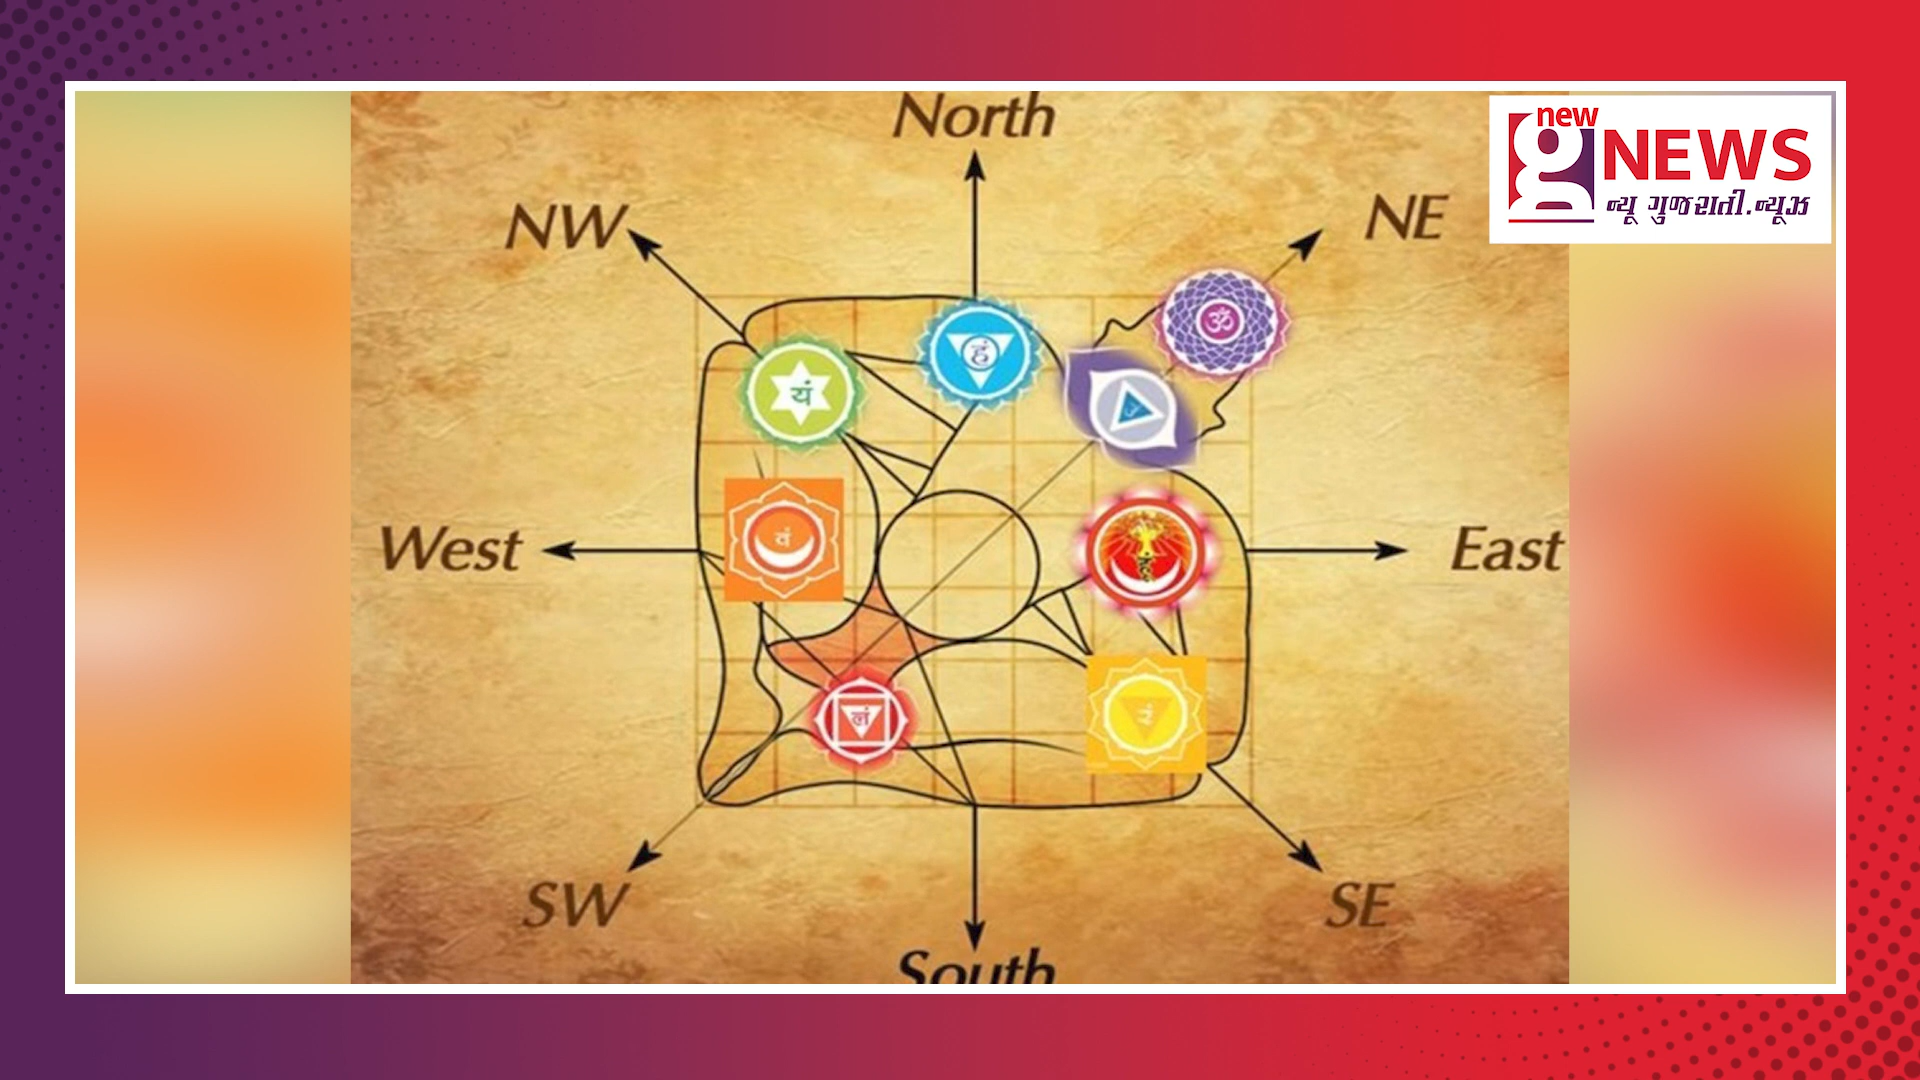 North
new
NEWS
ન્યૂ ગુજરાતી.ન્યૂઝ
NW
NE
ॐ
हं
यं
वं
West
East
लं
रं
SW
SE
South